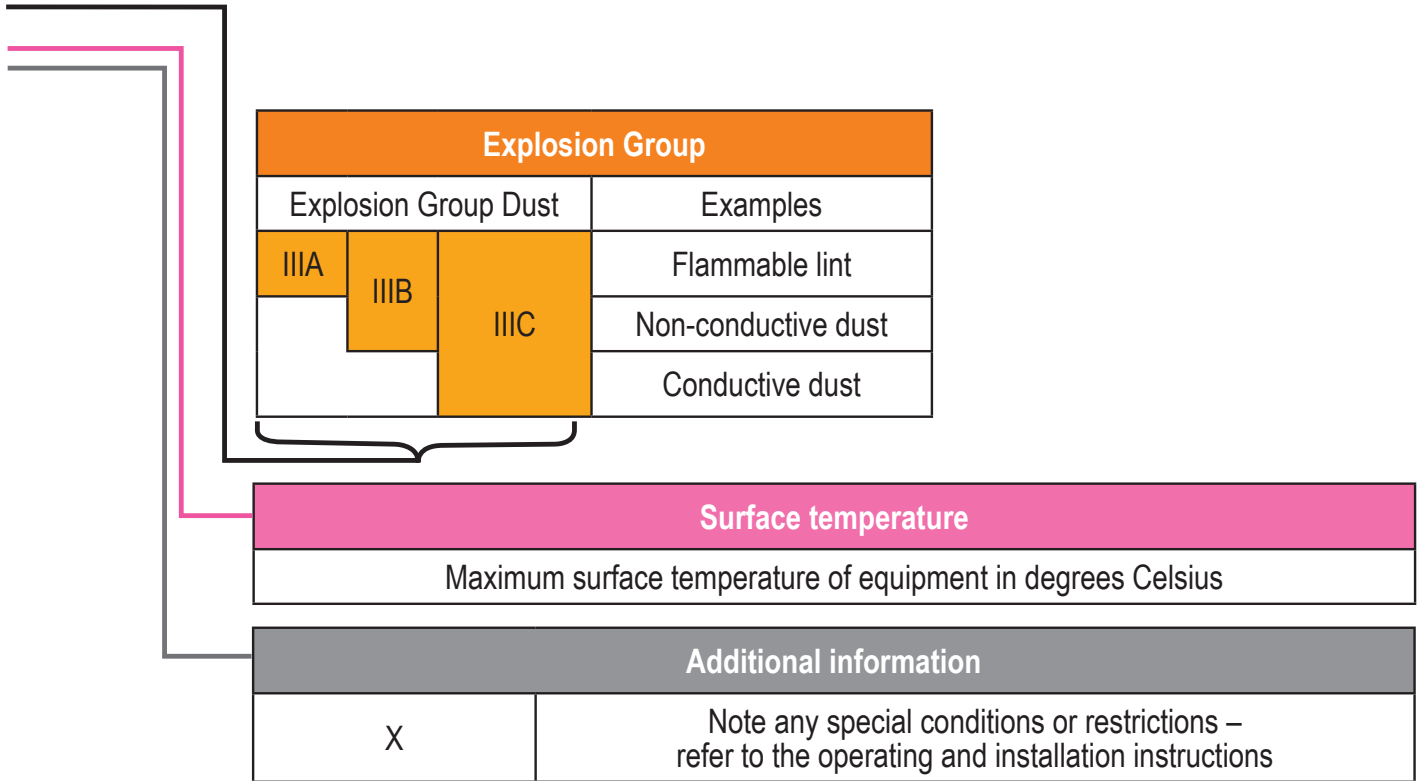 Explosion Group
Explosion Group Dust
Examples
IIIA
IIIB
IIIC
Flammable lint
Non-conductive dust
Conductive dust
Surface temperature
Maximum surface temperature of equipment in degrees Celsius
Additional information
X
Note any special conditions or restrictions –
refer to the operating and installation instructions